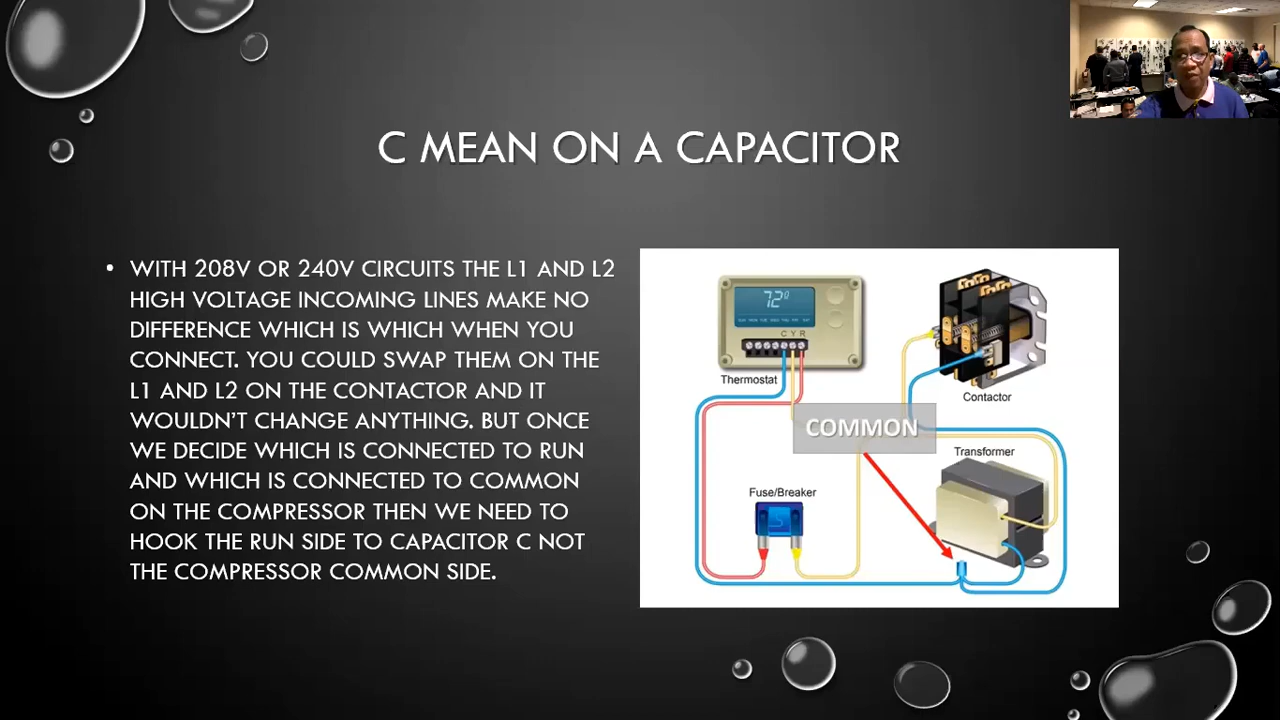 C MEAN ON A CAPACITOR
• WITH 208V OR 240V CIRCUITS THE L1 AND L2
HIGH VOLTAGE INCOMING LINES MAKE NO
DIFFERENCE WHICH IS WHICH WHEN YOU
CONNECT. YOU COULD SWAP THEM ON THE
L1 AND L2 ON THE CONTACTOR AND IT
WOULDN'T CHANGE ANYTHING. BUT ONCE
WE DECIDE WHICH IS CONNECTED TO RUN
AND WHICH IS CONNECTED TO COMMON
ON THE COMPRESSOR THEN WE NEED TO
HOOK THE RUN SIDE TO CAPACITOR C NOT
THE COMPRESSOR COMMON SIDE.
72°
C Y R
Thermostat
Contactor
COMMON
Transformer
Fuse/Breaker
5